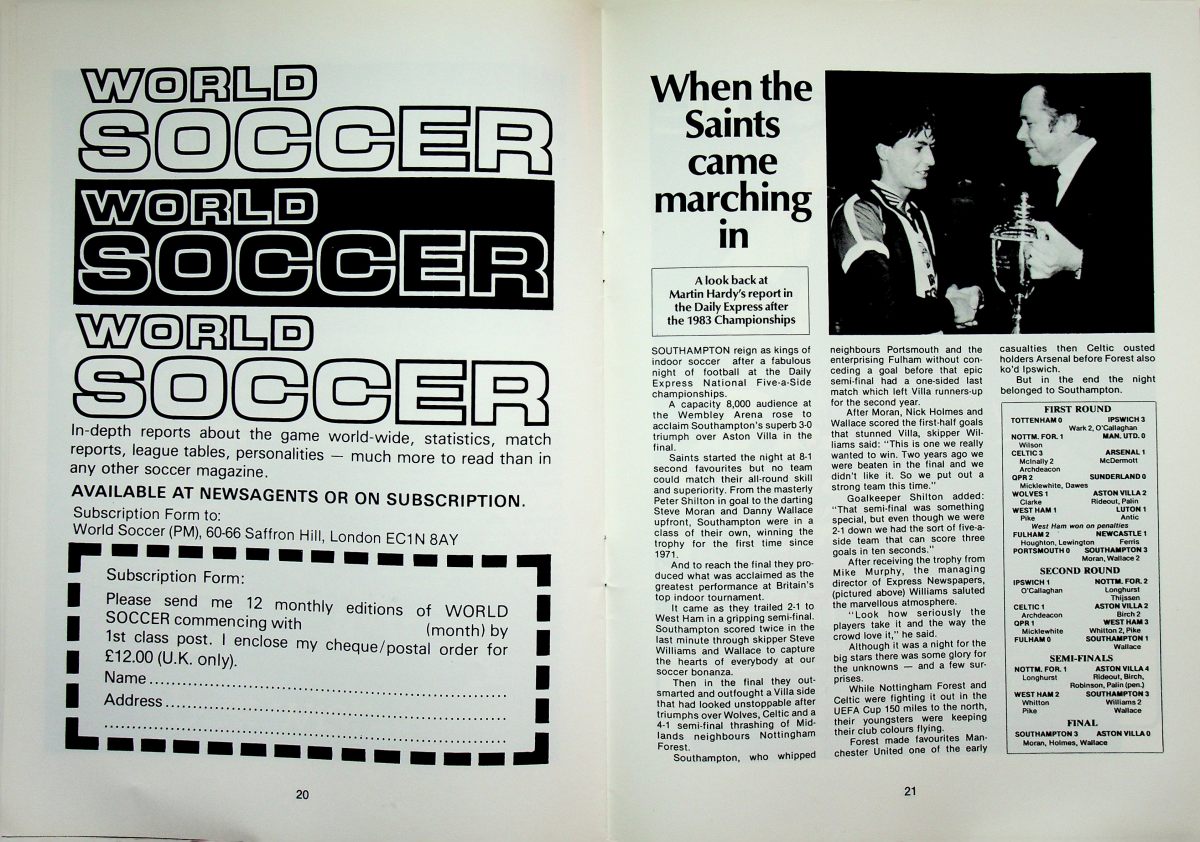 WORLD
SOCCER
WORLD
SOCCER
WORLD
SOCCER
In-depth reports about the game world-wide, statistics, match
reports, league tables, personalities — much more to read than in
any other soccer magazine.
AVAILABLE AT NEWSAGENTS OR ON SUBSCRIPTION.
Subscription Form to:
World Soccer (PM), 60-66 Saffron Hill, London EC1N 8AY
Subscription Form:
Please send me 12 monthly editions of WORLD
SOCCER commencing with (month) by
1st class post. I enclose my cheque/postal order for
£12.00 (U.K. only).
Name
Address
20
When the
Saints
came
marching
in
A look back at
Martin Hardy's report in
the Daily Express after
the 1983 Championships
SOUTHAMPTON reign as kings of
indoor soccer after a fabulous
night of football at the Daily
Express National Five-a-Side
championships.
A capacity 8,000 audience at
the Wembley Arena rose to
acclaim Southampton's superb 3-0
triumph over Aston Villa in the
final.
Saints started the night at 8-1
second favourites but no team
could match their all-round skill
and superiority. From the masterly
Peter Shilton in goal to the darting
Steve Moran and Danny Wallace
upfront, Southampton were in a
class of their own, winning the
trophy for the first time since
1971.
And to reach the final they pro-
duced what was acclaimed as the
greatest performance at Britain's
top indoor tournament.
It came as they trailed 2-1 to
West Ham in a gripping semi-final.
Southampton scored twice in the
last minute through skipper Steve
Williams and Wallace to capture
the hearts of everybody at our
soccer bonanza.
Then in the final they out-
smarted and outfought a Villa side
that had looked unstoppable after
triumphs over Wolves, Celtic and a
4-1 semi-final thrashing of Mid-
lands neighbours Nottingham
Forest.
Southampton, who whipped
neighbours Portsmouth and the
enterprising Fulham without con-
ceding a goal before that epic
semi-final had a one-sided last
match which left Villa runners-up
for the second year.
After Moran, Nick Holmes and
Wallace scored the first-half goals
that stunned Villa, skipper Wil-
liams said: "This is one we really
wanted to win. Two years ago we
were beaten in the final and we
didn't like it. So we put out a
strong team this time."
Goalkeeper Shilton added:
"That semi-final was something
special, but even though we were
2-1 down we had the sort of five-a-
side team that can score three
goals in ten seconds."
After receiving the trophy from
Mike Murphy, the managing
director of Express Newspapers,
(pictured above) Williams saluted
the marvellous atmosphere.
"Look how seriously the
players take it and the way the
crowd love it," he said.
Although it was a night for the
big stars there was some glory for
the unknowns — and a few sur-
prises.
While Nottingham Forest and
Celtic were fighting it out in the
UEFA Cup 150 miles to the north,
their youngsters were keeping
their club colours flying.
Forest made favourites Man-
chester United one of the early
casualties then Celtic ousted
holders Arsenal before Forest also
ko'd Ipswich.
But in the end the night
belonged to Southampton.
FIRST ROUND
TOTTENHAM 0 IPSWICH 3
Wark 2, O'Callaghan
NOTTM. FOR. 1 MAN. UTD. 0
Wilson
CELTIC 3 ARSENAL 1
McInally 2 McDermott
Archdeacon
QPR 2 SUNDERLAND 0
Micklewhite, Dawes
WOLVES 1 ASTON VILLA 2
Clarke Rideout, Palin
WEST HAM 1 LUTON 1
Pike Antic
West Ham won on penalties
FULHAM 2 NEWCASTLE 1
Houghton, Lewington Ferris
PORTSMOUTH 0 SOUTHAMPTON 3
Moran, Wallace 2
SECOND ROUND
IPSWICH 1 NOTTM. FOR. 2
O'Callaghan Longhurst
Thijssen
CELTIC 1 ASTON VILLA 2
Archdeacon Birch 2
QPR 1 WEST HAM 3
Micklewhite Whitton 2, Pike
FULHAM 0 SOUTHAMPTON 1
Wallace
SEMI-FINALS
NOTTM. FOR. 1 ASTON VILLA 4
Longhurst Rideout, Birch,
Robinson, Palin (pen.)
WEST HAM 2 SOUTHAMPTON 3
Whitton Williams 2
Pike Wallace
FINAL
SOUTHAMPTON 3 ASTON VILLA 0
Moran, Holmes, Wallace
21